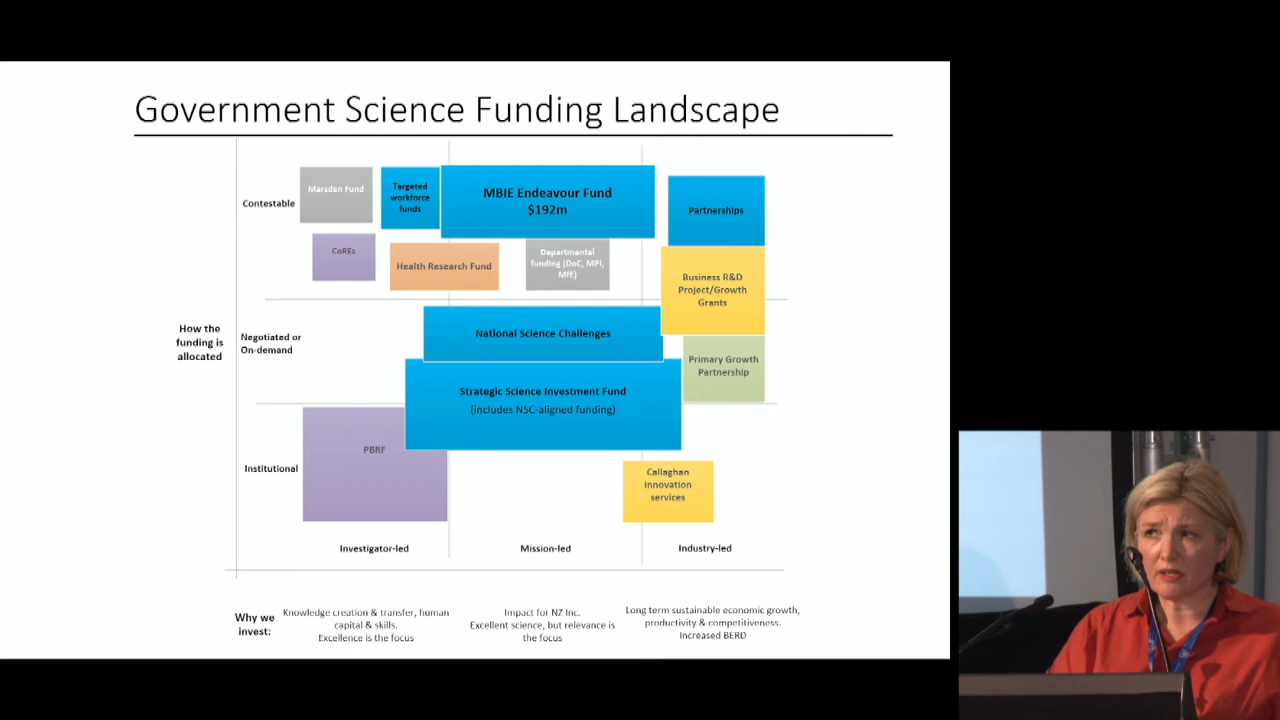 Government Science Funding Landscape
Contestable
Marsden Fund
Targeted
workforce
funds
MBIE Endeavour Fund
$192m
Partnerships
CoREs
Health Research Fund
Departmental
funding (DoC, MPI,
MfE)
Business R&D
Project/Growth
Grants
How the
funding is
allocated
Negotiated or
On-demand
National Science Challenges
Primary Growth
Partnership
Strategic Science Investment Fund
(includes NSC-aligned funding)
Institutional
PBRF
Callaghan
Innovation
services
Investigator-led
Mission-led
Industry-led
Why we
invest:
Knowledge creation & transfer, human
capital & skills.
Excellence is the focus
Impact for NZ Inc.
Excellent science, but relevance is
the focus
Long term sustainable economic growth,
productivity & competitiveness.
Increased BERD